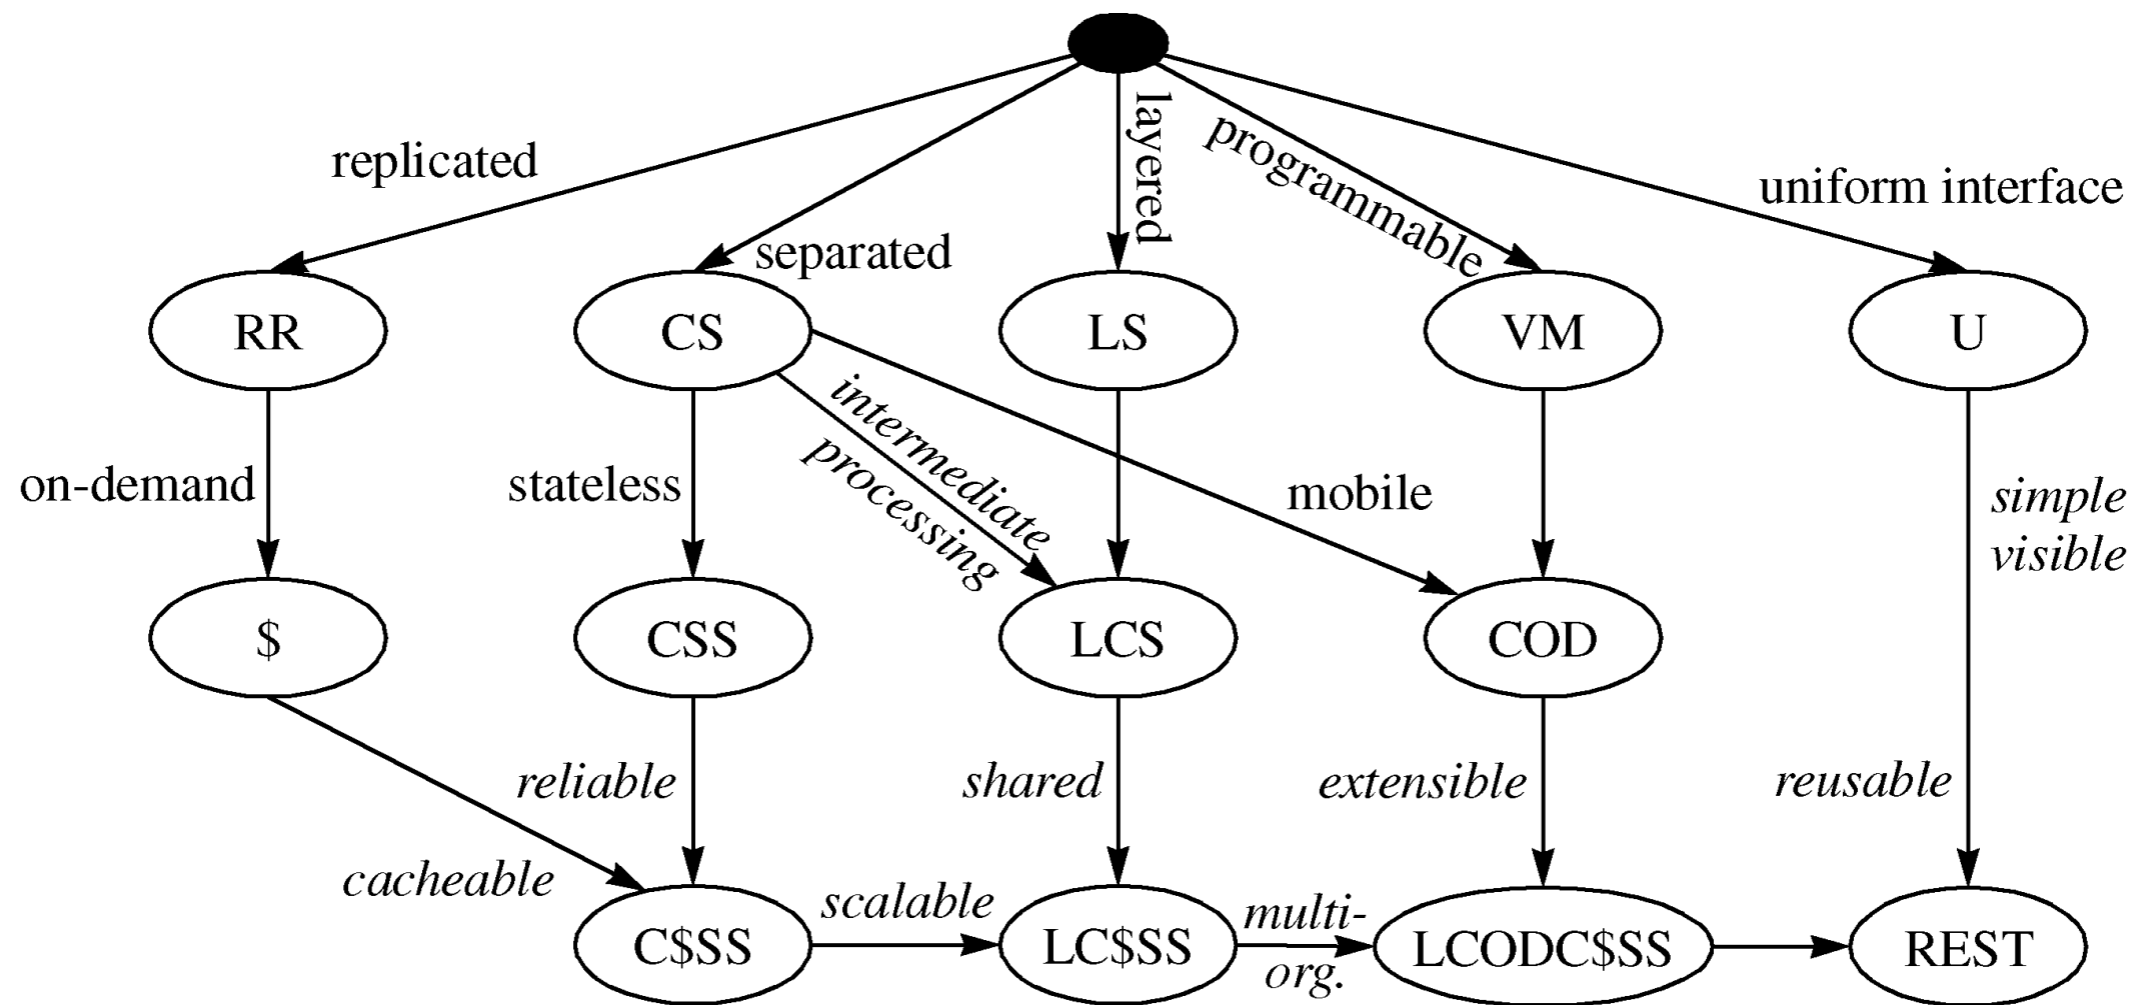 replicated
separated
layered
programmable
uniform interface
RR
CS
LS
VM
U
on-demand
stateless
intermediate
processing
mobile
simple
visible
$
CSS
LCS
COD
cacheable
reliable
shared
extensible
reusable
C$SS
scalable
LC$SS
multi-
org.
LCODC$SS
REST